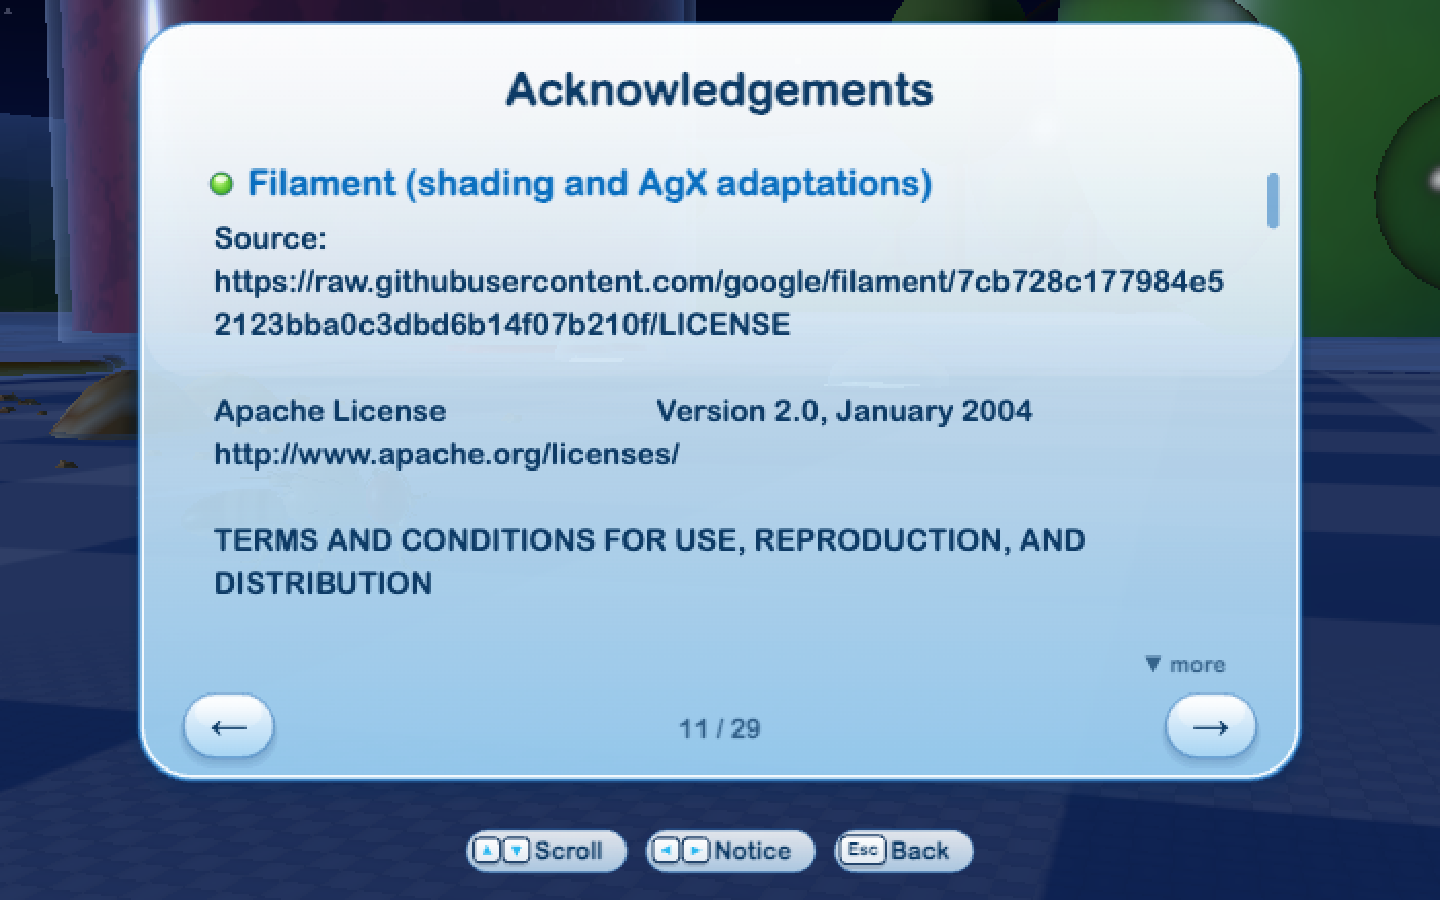 Acknowledgements
Filament (shading and AgX adaptations)
Source:
https://raw.githubusercontent.com/google/filament/7cb728c177984e5
2123bba0c3dbd6b14f07b210f/LICENSE
Apache License Version 2.0, January 2004
http://www.apache.org/licenses/
TERMS AND CONDITIONS FOR USE, REPRODUCTION, AND
DISTRIBUTION
▼ more
← 11 / 29 →
Scroll Notice Esc Back